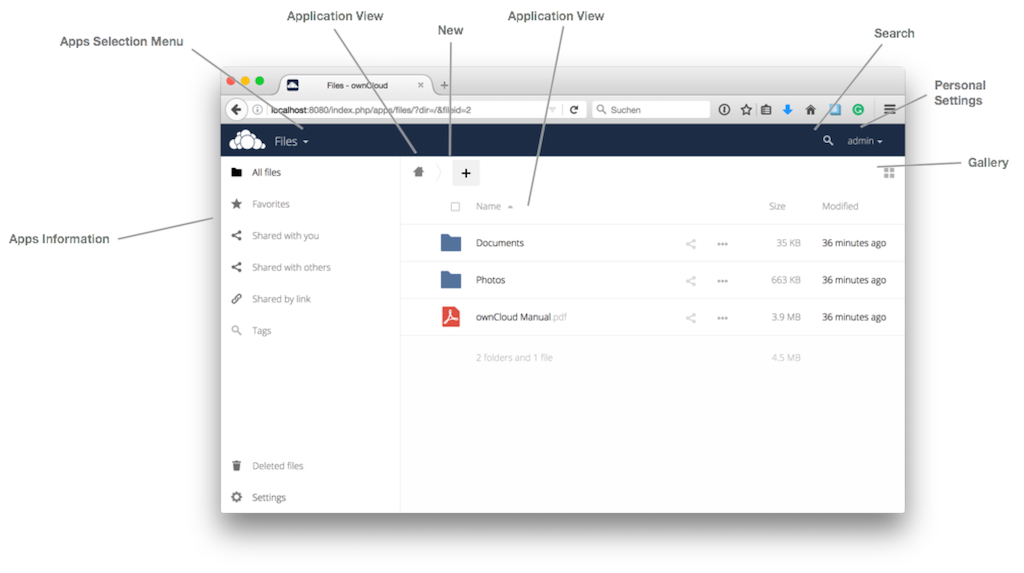 Application View
Application View
New
Apps Selection Menu
Search
Personal
Settings
Gallery
Apps Information
Files - ownCloud
localhost:8080/index.php/apps/files/?dir=/&fileid=2
Suchen
Files
admin
All files
Favorites
Shared with you
Shared with others
Shared by link
Tags
Deleted files
Settings
Name Size Modified
Documents 35 KB 36 minutes ago
Photos 663 KB 36 minutes ago
ownCloud Manual.pdf 3.9 MB 36 minutes ago
2 folders and 1 file 4.5 MB